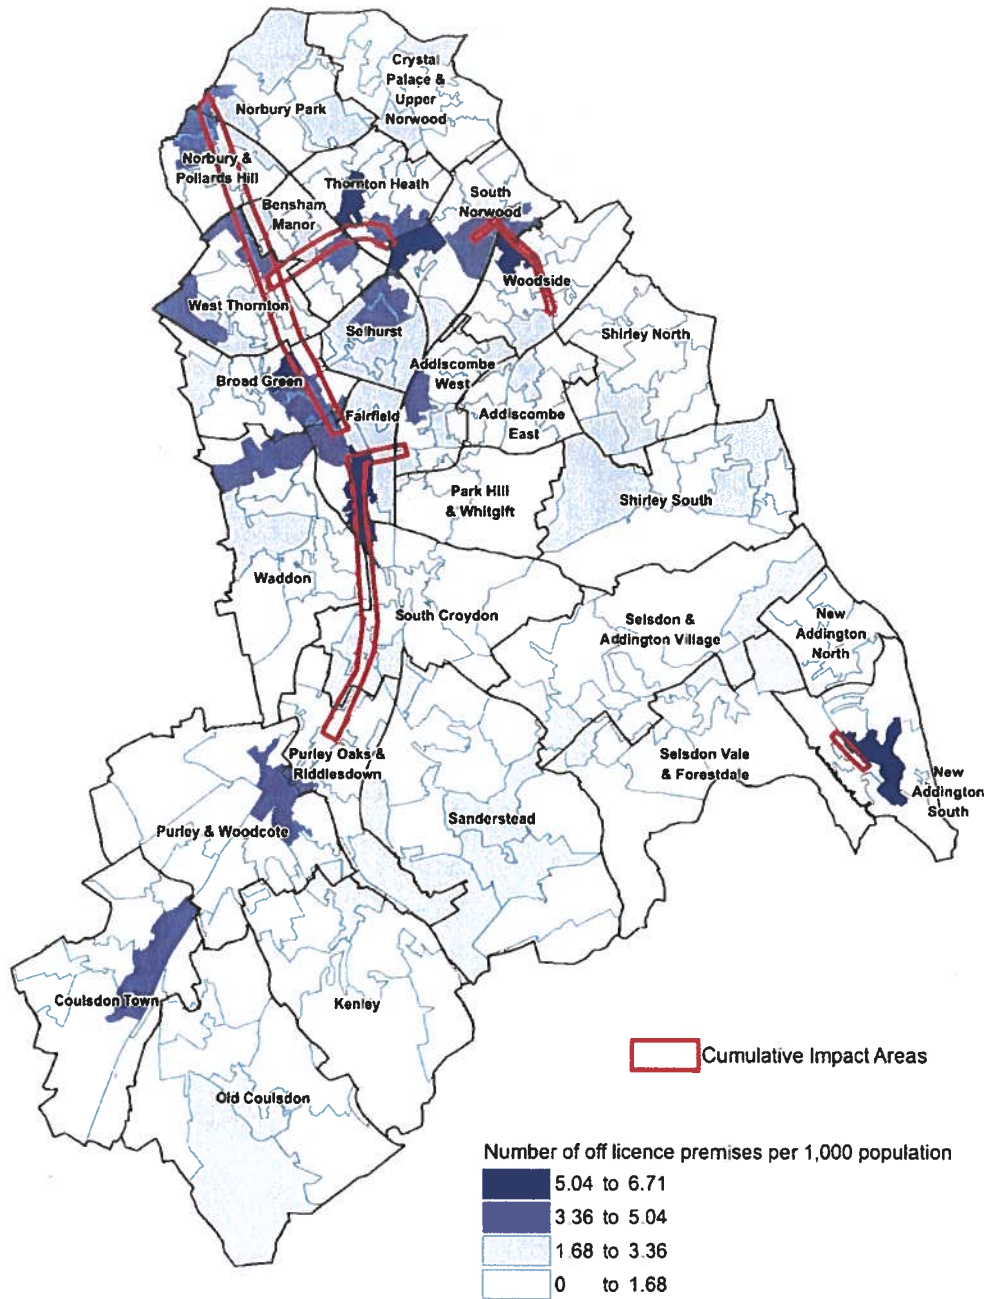 Crystal
Palace &
Upper
Norwood
Norbury Park
Norbury &
Pollards Hill
Thornton Heath
Bensham
Manor
South
Norwood
Woodside
West Thornton
Selhurst
Shirley North
Addiscombe
West
Broad Green
Fairfield
Addiscombe
East
Park Hill
& Whitgift
Shirley South
Waddon
South Croydon
Selsdon &
Addington Village
New
Addington
North
Purley Oaks &
Riddlesdown
Selsdon Vale
& Forestdale
New
Addington
South
Sanderstead
Purley & Woodcote
Coulsdon Town
Kenley
Old Coulsdon
Cumulative Impact Areas
Number of off licence premises per 1,000 population
5.04 to 6.71
3.36 to 5.04
1.68 to 3.36
0 to 1.68